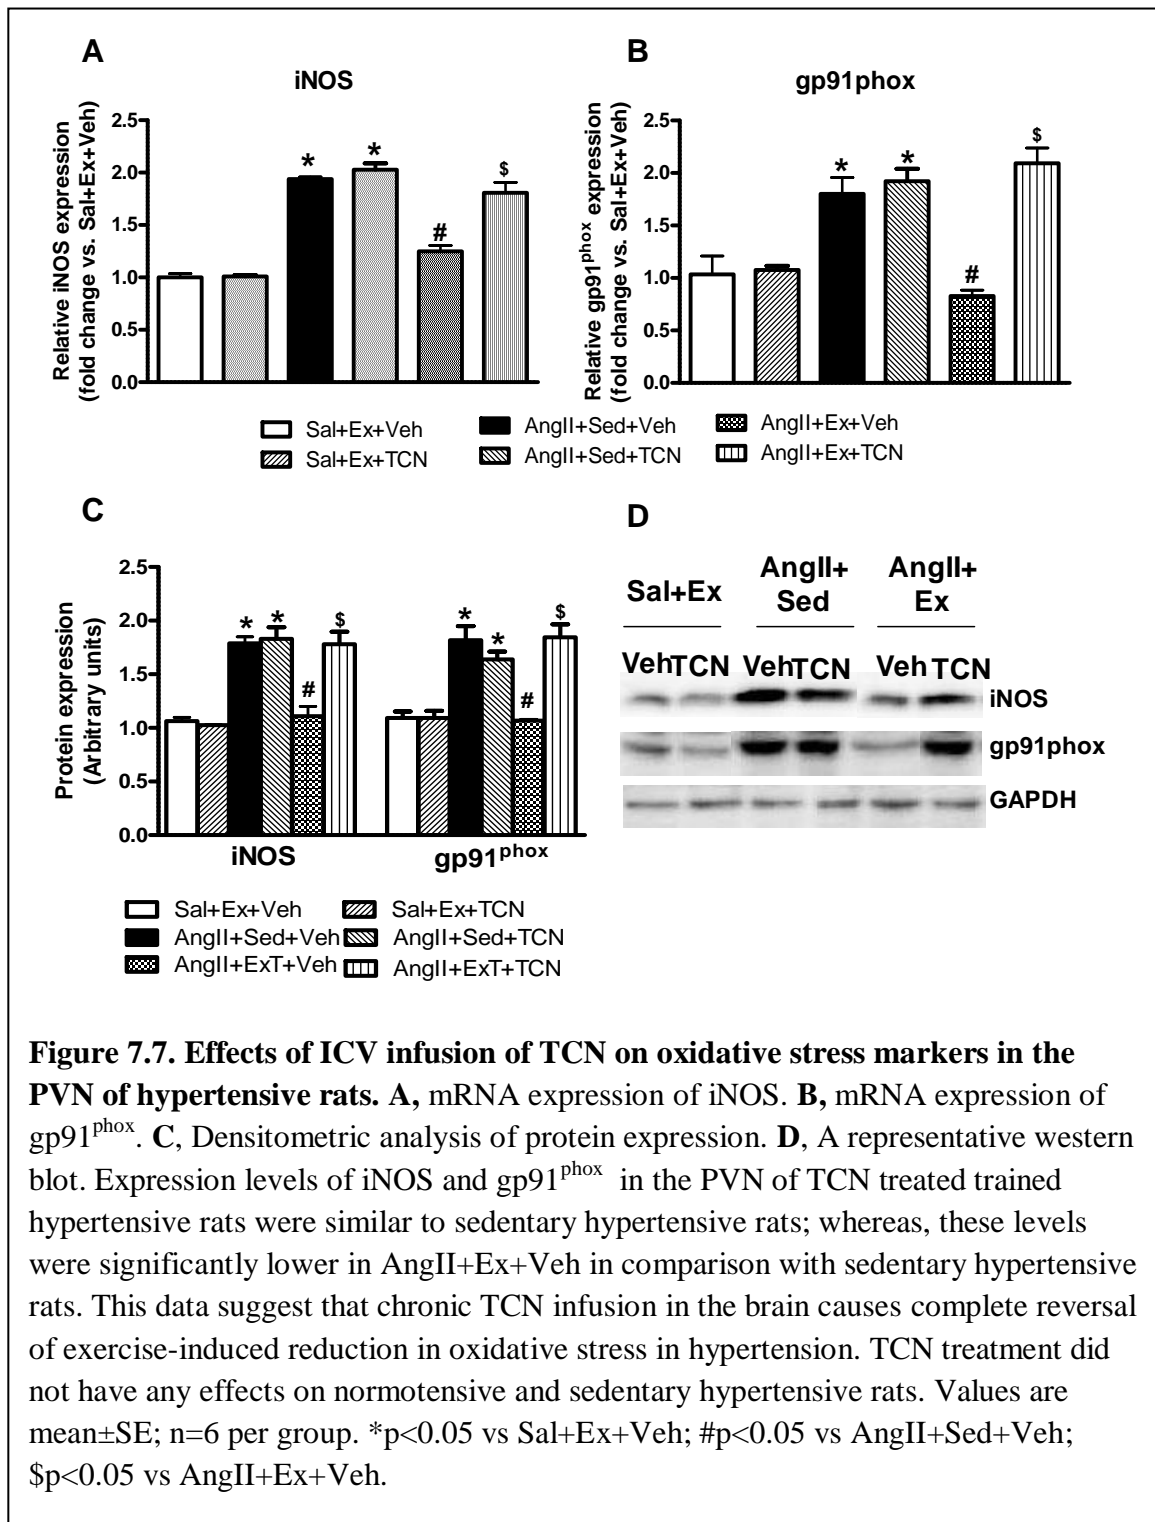 A
iNOS
Relative iNOS expression
(fold change vs. Sal+Ex+Veh)
2.5
2.0
1.5
1.0
0.5
0.0
*
*
#
$
B
gp91phox
Relative gp91phox expression
(fold change vs. Sal+Ex+Veh)
2.5
2.0
1.5
1.0
0.5
0.0
*
*
#
$
Sal+Ex+Veh
Sal+Ex+TCN
AngII+Sed+Veh
AngII+Sed+TCN
AngII+Ex+Veh
AngII+Ex+TCN
C
Protein expression
(Arbitrary units)
2.5
2.0
1.5
1.0
0.5
0.0
* * # $
* * # $
iNOS gp91phox
Sal+Ex+Veh Sal+Ex+TCN
AngII+Sed+Veh AngII+Sed+TCN
AngII+ExT+Veh AngII+ExT+TCN
D
Sal+Ex
AngII+
Sed
AngII+
Ex
Veh TCN Veh TCN Veh TCN
iNOS
gp91phox
GAPDH
Figure 7.7. Effects of ICV infusion of TCN on oxidative stress markers in the
PVN of hypertensive rats. A, mRNA expression of iNOS. B, mRNA expression of
gp91phox. C, Densitometric analysis of protein expression. D, A representative western
blot. Expression levels of iNOS and gp91phox in the PVN of TCN treated trained
hypertensive rats were similar to sedentary hypertensive rats; whereas, these levels
were significantly lower in AngII+Ex+Veh in comparison with sedentary hypertensive
rats. This data suggest that chronic TCN infusion in the brain causes complete reversal
of exercise-induced reduction in oxidative stress in hypertension. TCN treatment did
not have any effects on normotensive and sedentary hypertensive rats. Values are
mean±SE; n=6 per group. *p<0.05 vs Sal+Ex+Veh; #p<0.05 vs AngII+Sed+Veh;
$p<0.05 vs AngII+Ex+Veh.